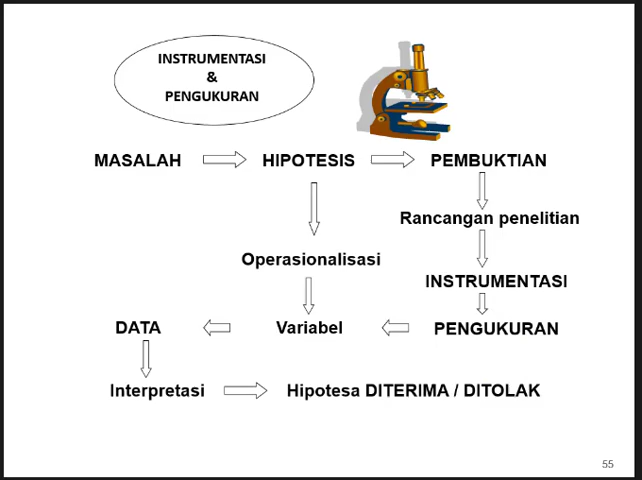 INSTRUMENTASI
&
PENGUKURAN
MASALAH HIPOTESIS PEMBUKTIAN
Rancangan penelitian
Operasionalisasi
INSTRUMENTASI
DATA Variabel PENGUKURAN
Interpretasi Hipotesa DITERIMA / DITOLAK
55